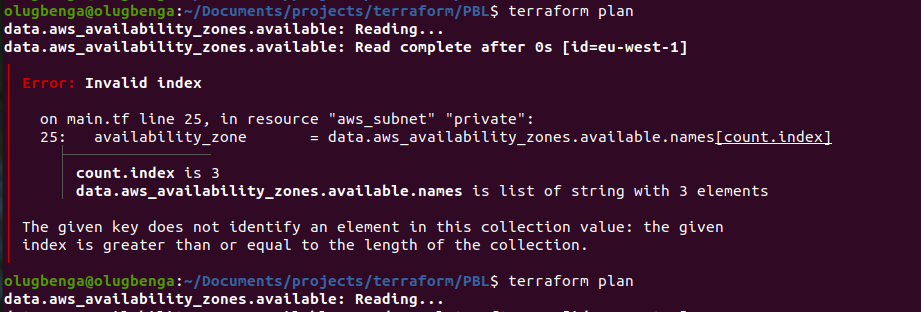 olugbenga@olugbenga:~/Documents/projects/terraform/PBL$ terraform plan
data.aws_availability_zones.available: Reading...
data.aws_availability_zones.available: Read complete after 0s [id=eu-west-1]
Error: Invalid index
on main.tf line 25, in resource "aws_subnet" "private":
25: availability_zone = data.aws_availability_zones.available.names[count.index]
count.index is 3
data.aws_availability_zones.available.names is list of string with 3 elements
The given key does not identify an element in this collection value: the given
index is greater than or equal to the length of the collection.
olugbenga@olugbenga:~/Documents/projects/terraform/PBL$ terraform plan
data.aws_availability_zones.available: Reading...